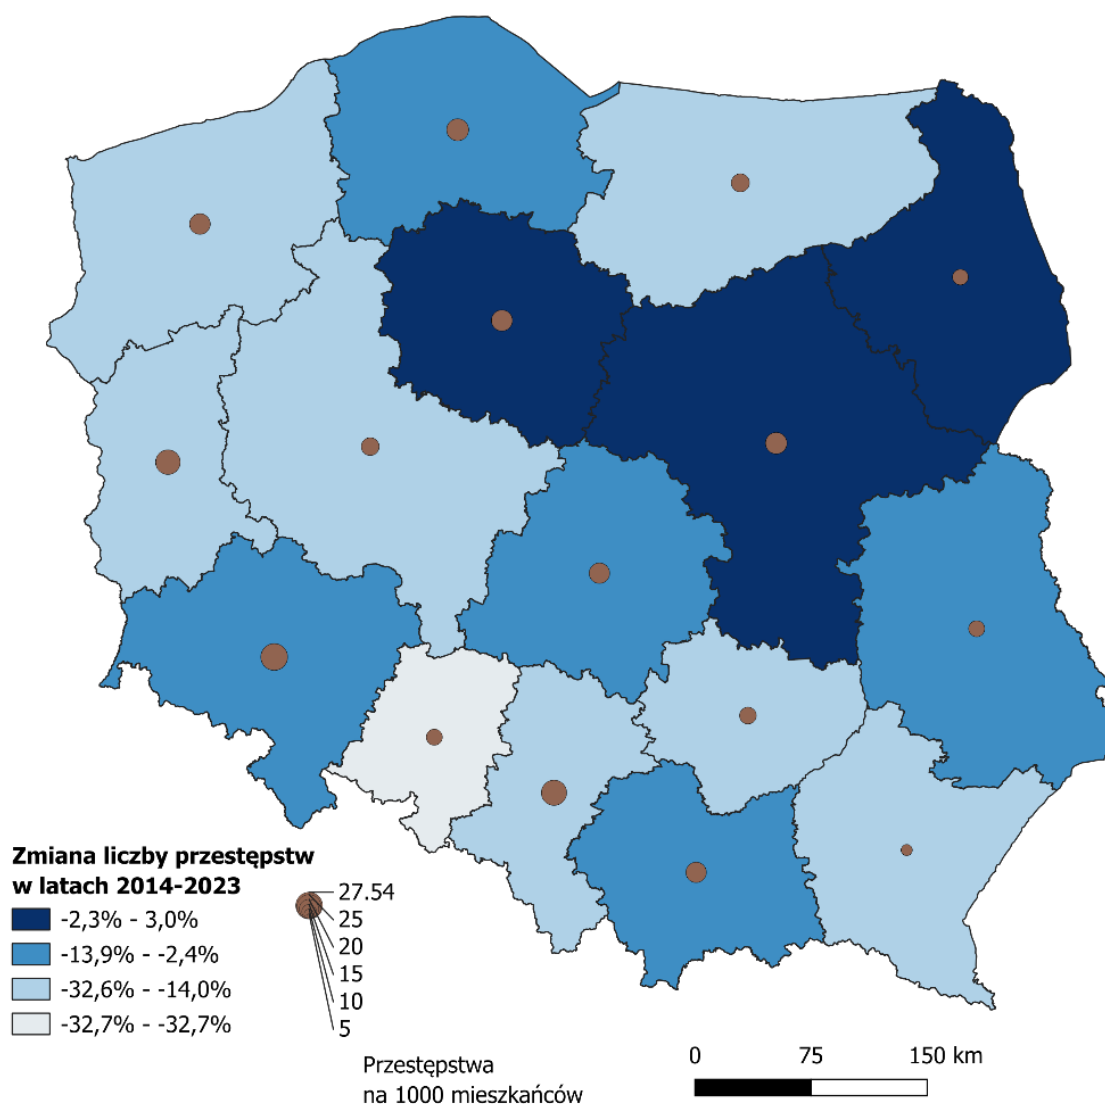 Zmiana liczby przestępstw
w latach 2014-2023
-2,3% - 3,0%
-13,9% - -2,4%
-32,6% - -14,0%
-32,7% - -32,7%
27.54
25
20
15
10
5
Przestępstwa
na 1000 mieszkańców
0 75 150 km